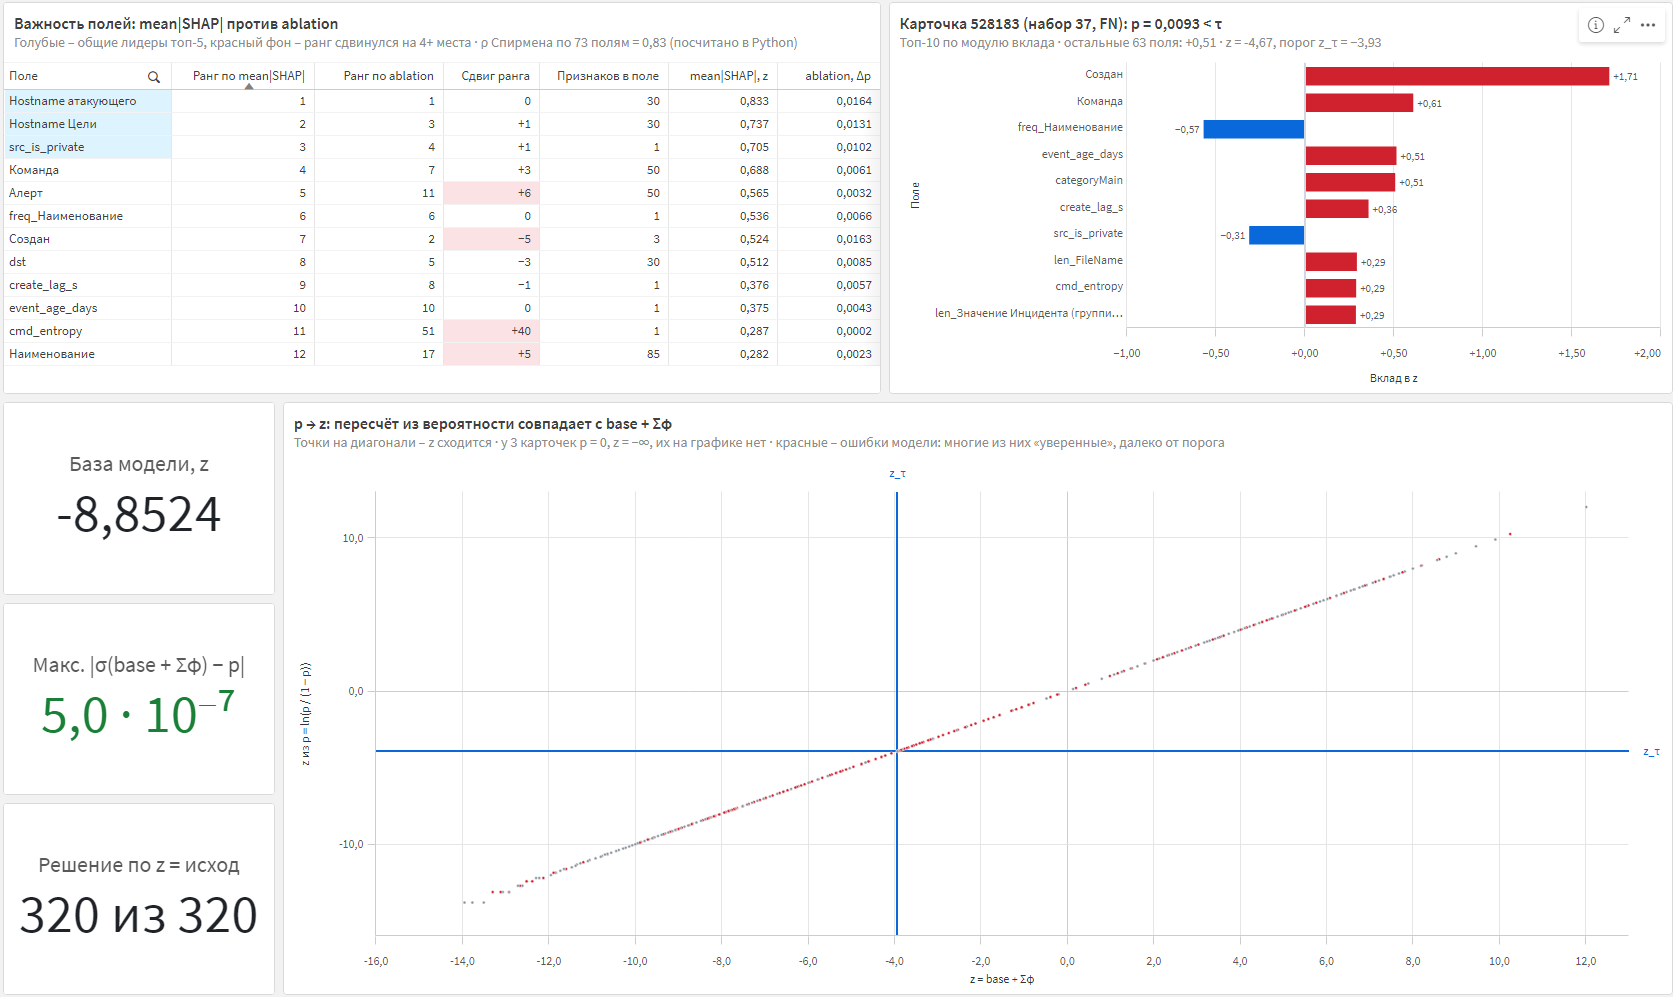 Важность полей: mean|SHAP| против ablation
Голубые – общие лидеры топ-5, красный фон – ранг сдвинулся на 4+ места · ρ Спирмена по 73 полям = 0,83 (посчитано в Python)
Поле Ранг по mean|SHAP| Ранг по ablation Сдвиг ранга Признаков в поле mean|SHAP|, z ablation, Δp
Hostname атакующего 1 1 0 30 0,833 0,0164
Hostname Цели 2 3 +1 30 0,737 0,0131
src_is_private 3 4 +1 1 0,705 0,0102
Команда 4 7 +3 50 0,688 0,0061
Алерт 5 11 +6 50 0,565 0,0032
freq_Наименование 6 6 0 1 0,536 0,0066
Создан 7 2 −5 3 0,524 0,0163
dst 8 5 −3 30 0,512 0,0085
create_lag_s 9 8 −1 1 0,376 0,0057
event_age_days 10 10 0 1 0,375 0,0043
cmd_entropy 11 51 +40 1 0,287 0,0002
Наименование 12 17 +5 85 0,282 0,0023
Карточка 528183 (набор 37, FN): p = 0,0093 < τ
Топ-10 по модулю вклада · остальные 63 поля: +0,51 · z = -4,67, порог z_τ = −3,93
Поле
Создан +1,71
Команда +0,61
freq_Наименование −0,57
event_age_days +0,51
categoryMain +0,51
create_lag_s +0,36
src_is_private −0,31
len_FileName +0,29
cmd_entropy +0,29
len_Значение Инцидента (группи... +0,29
−1,00 −0,50 +0,00 +0,50 +1,00 +1,50 +2,00
Вклад в z
База модели, z
-8,8524
Макс. |σ(base + Σφ) − p|
5,0 · 10⁻⁷
Решение по z = исход
320 из 320
p → z: пересчёт из вероятности совпадает с base + Σφ
Точки на диагонали – z сходится · у 3 карточек p = 0, z = −∞, их на графике нет · красные – ошибки модели: многие из них «уверенные», далеко от порога
z_τ
z из p = ln(p / (1 − p))
10,0
0,0
-10,0
z_τ
-16,0 -14,0 -12,0 -10,0 -8,0 -6,0 -4,0 -2,0 0,0 2,0 4,0 6,0 8,0 10,0 12,0
z = base + Σφ